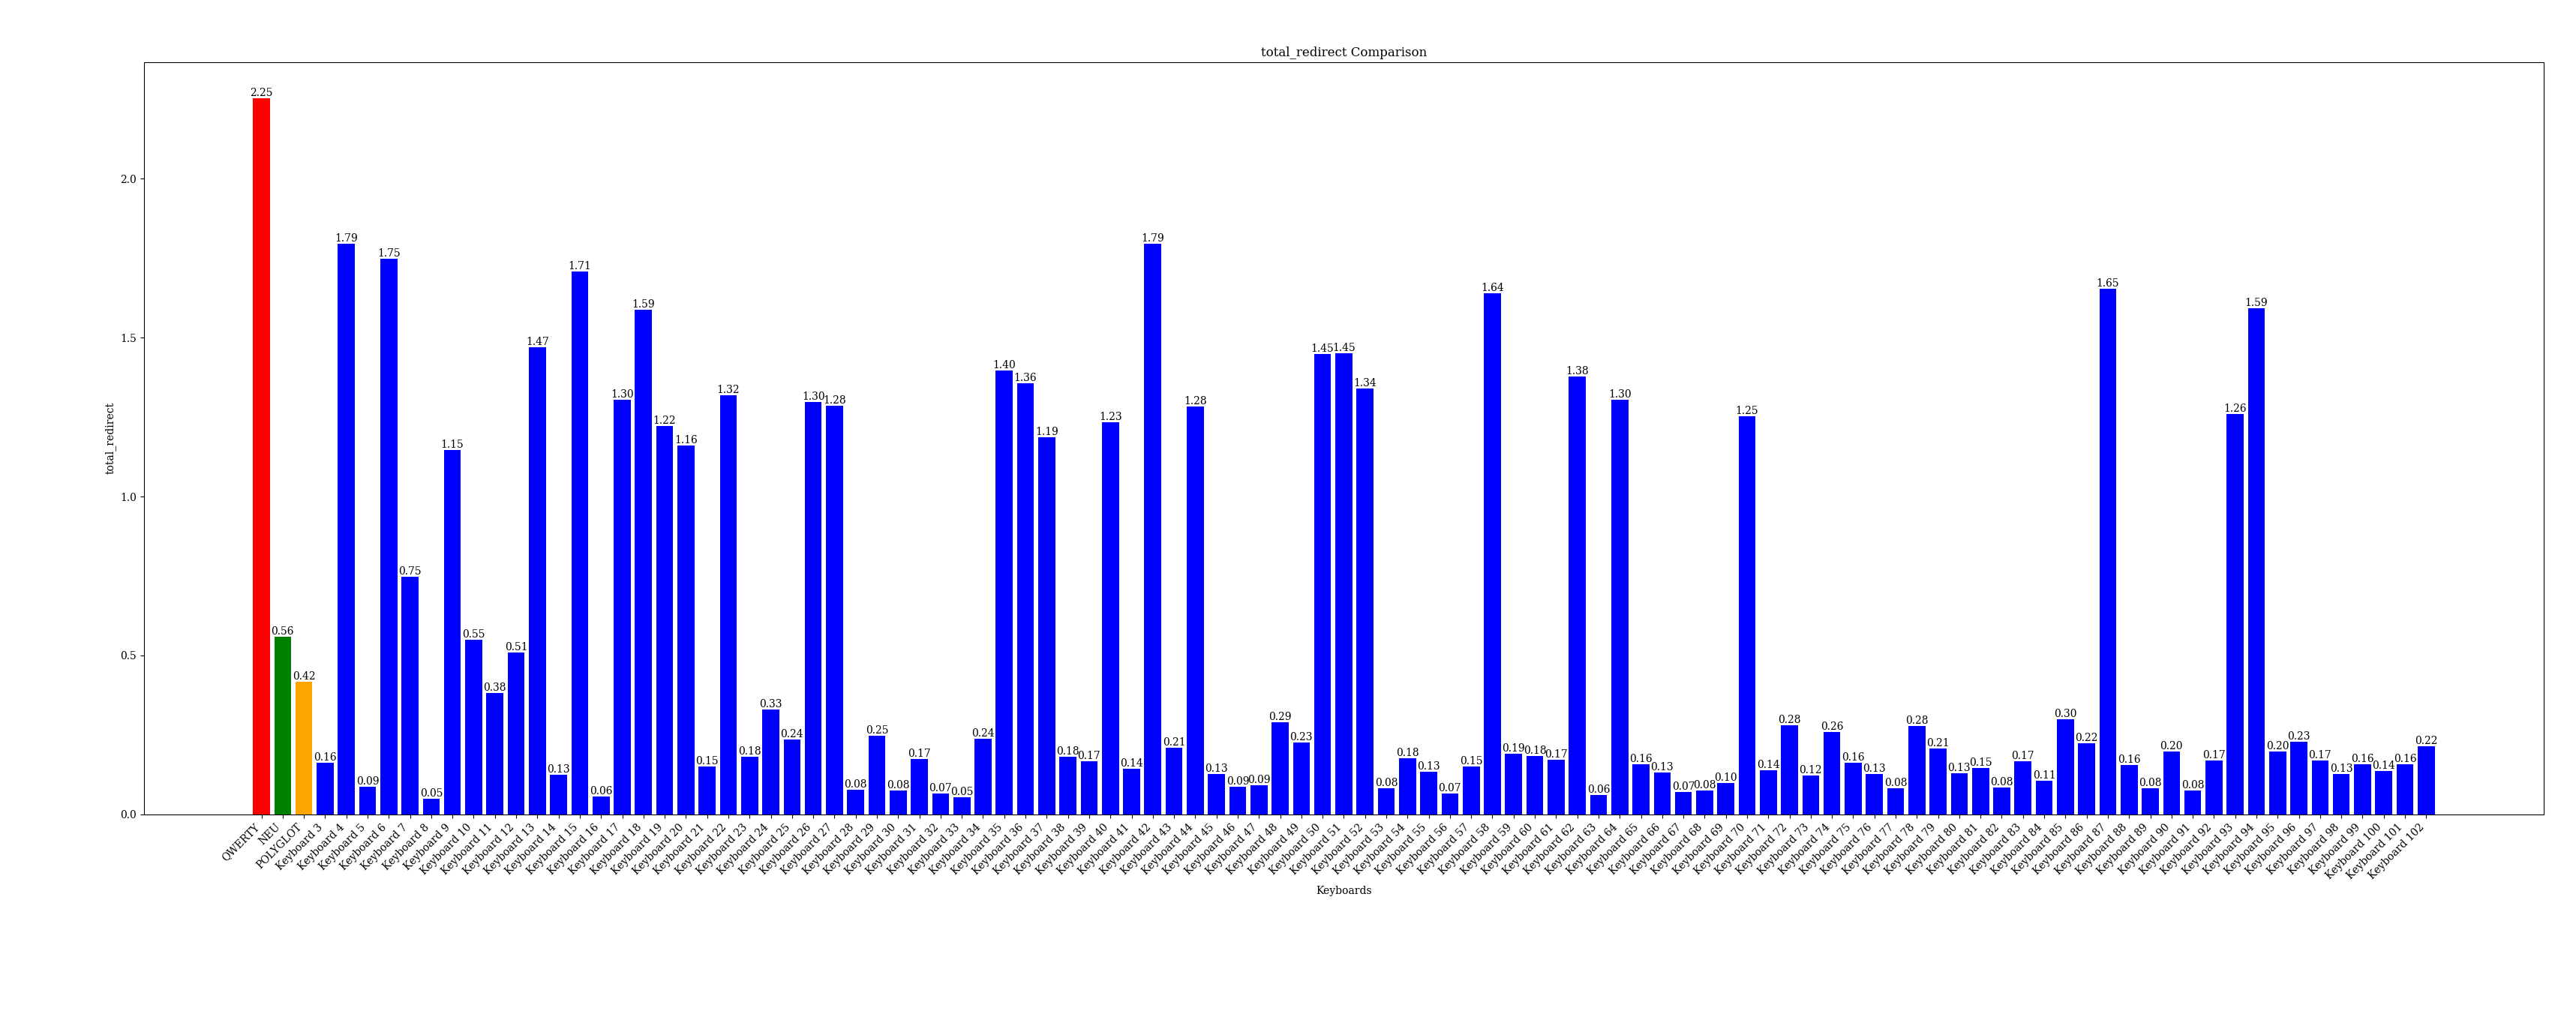 total_redirect Comparison
total_redirect
2.0
1.5
1.0
0.5
0.0
2.25
0.56
0.42
0.16
1.79
0.09
1.75
0.75
0.05
1.15
0.55
0.38
0.51
1.47
0.13
1.71
0.06
1.30
1.59
1.22
1.16
0.15
1.32
0.18
0.33
0.24
1.30
1.28
0.08
0.25
0.08
0.17
0.07
0.05
0.24
1.40
1.36
1.19
0.18
0.17
1.23
0.14
1.79
0.21
1.28
0.13
0.09
0.09
0.29
0.23
1.45
1.45
1.34
0.08
0.18
0.13
0.07
0.15
1.64
0.19
0.18
0.17
1.38
0.06
1.30
0.16
0.13
0.07
0.08
0.10
1.25
0.14
0.28
0.12
0.26
0.16
0.13
0.08
0.28
0.21
0.13
0.15
0.08
0.17
0.11
0.30
0.22
1.65
0.16
0.08
0.20
0.08
0.17
1.26
1.59
0.20
0.23
0.17
0.13
0.16
0.14
0.16
0.22
QWERTY
NEU
POLYGLOT
Keyboard 3
Keyboard 4
Keyboard 5
Keyboard 6
Keyboard 7
Keyboard 8
Keyboard 9
Keyboard 10
Keyboard 11
Keyboard 12
Keyboard 13
Keyboard 14
Keyboard 15
Keyboard 16
Keyboard 17
Keyboard 18
Keyboard 19
Keyboard 20
Keyboard 21
Keyboard 22
Keyboard 23
Keyboard 24
Keyboard 25
Keyboard 26
Keyboard 27
Keyboard 28
Keyboard 29
Keyboard 30
Keyboard 31
Keyboard 32
Keyboard 33
Keyboard 34
Keyboard 35
Keyboard 36
Keyboard 37
Keyboard 38
Keyboard 39
Keyboard 40
Keyboard 41
Keyboard 42
Keyboard 43
Keyboard 44
Keyboard 45
Keyboard 46
Keyboard 47
Keyboard 48
Keyboard 49
Keyboard 50
Keyboard 51
Keyboard 52
Keyboard 53
Keyboard 54
Keyboard 55
Keyboard 56
Keyboard 57
Keyboard 58
Keyboard 59
Keyboard 60
Keyboard 61
Keyboard 62
Keyboard 63
Keyboard 64
Keyboard 65
Keyboard 66
Keyboard 67
Keyboard 68
Keyboard 69
Keyboard 70
Keyboard 71
Keyboard 72
Keyboard 73
Keyboard 74
Keyboard 75
Keyboard 76
Keyboard 77
Keyboard 78
Keyboard 79
Keyboard 80
Keyboard 81
Keyboard 82
Keyboard 83
Keyboard 84
Keyboard 85
Keyboard 86
Keyboard 87
Keyboard 88
Keyboard 89
Keyboard 90
Keyboard 91
Keyboard 92
Keyboard 93
Keyboard 94
Keyboard 95
Keyboard 96
Keyboard 97
Keyboard 98
Keyboard 99
Keyboard 100
Keyboard 101
Keyboard 102
Keyboards